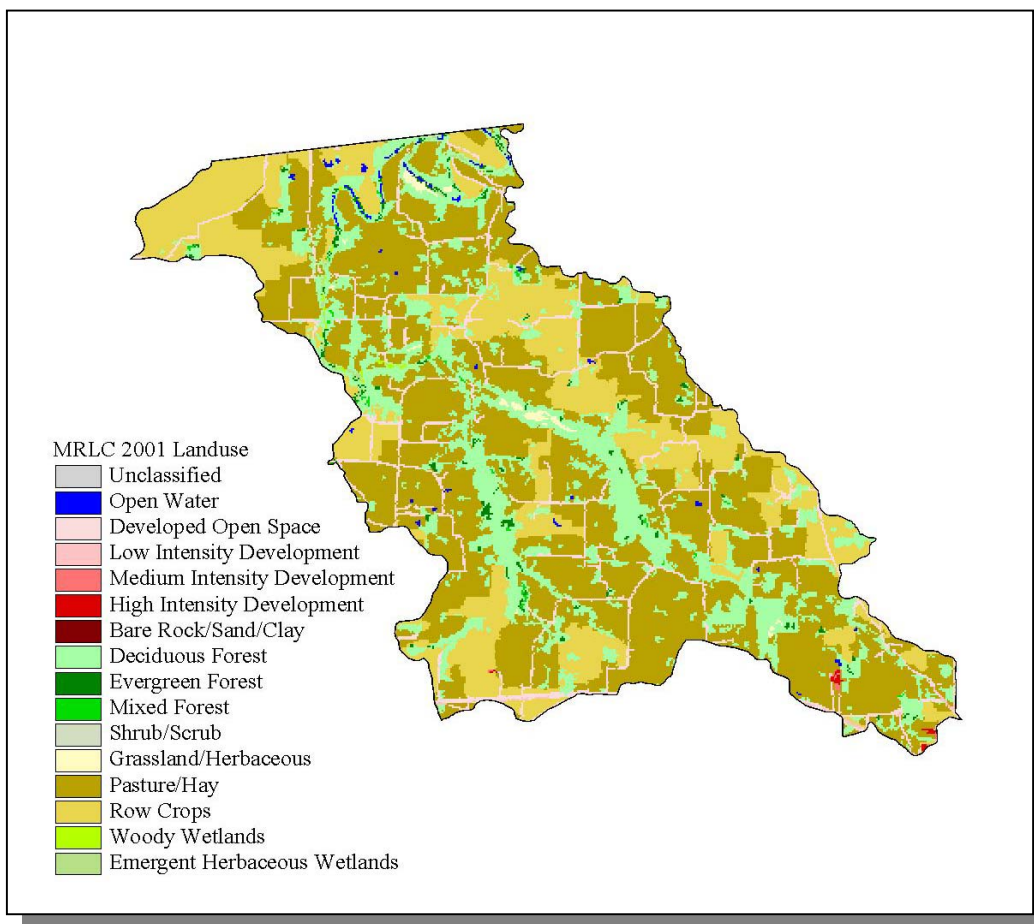 MRLC 2001 Landuse
Unclassified
Open Water
Developed Open Space
Low Intensity Development
Medium Intensity Development
High Intensity Development
Bare Rock/Sand/Clay
Deciduous Forest
Evergreen Forest
Mixed Forest
Shrub/Scrub
Grassland/Herbaceous
Pasture/Hay
Row Crops
Woody Wetlands
Emergent Herbaceous Wetlands